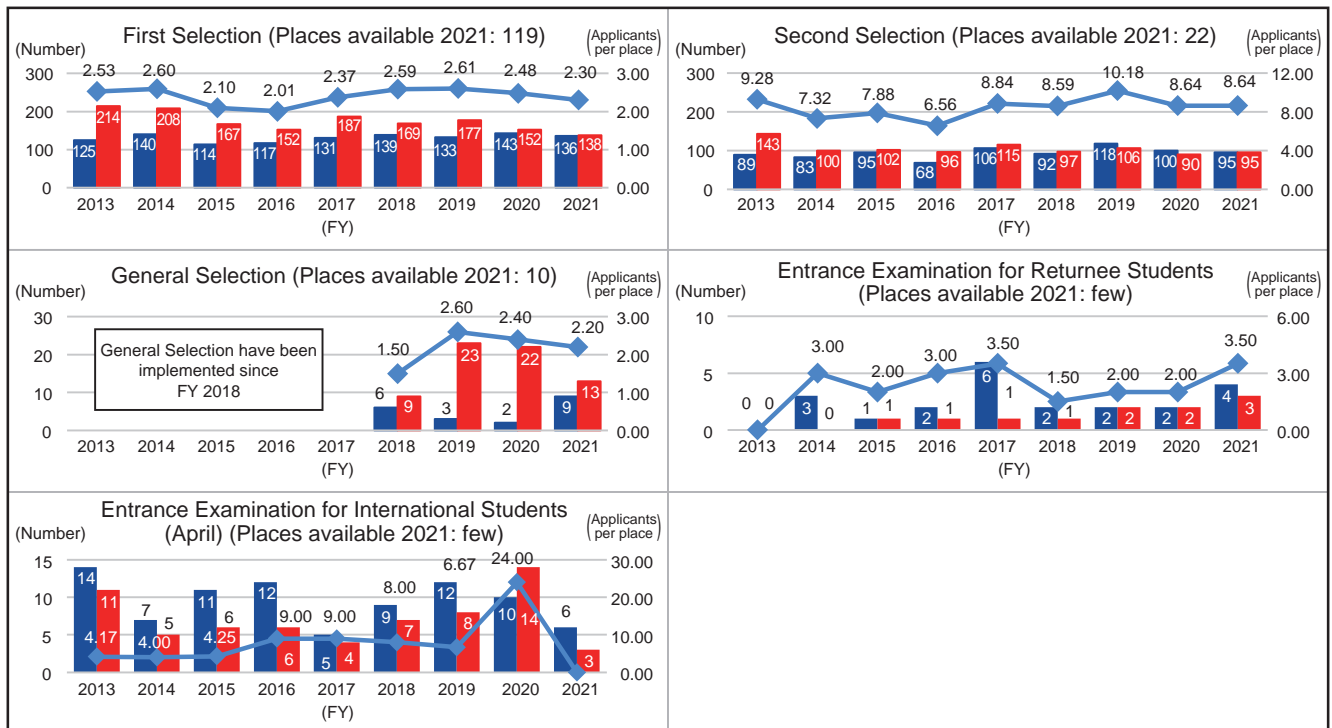 First Selection (Places available 2021: 119)
(Number)
(Applicants per place)
300
200
100
0
3.00
2.00
1.00
0.00
2.53 2.60 2.10 2.01 2.37 2.59 2.61 2.48 2.30
125 214 140 208 114 167 117 152 131 187 139 169 133 177 143 152 136 138
2013 2014 2015 2016 2017 2018 2019 2020 2021
(FY)
Second Selection (Places available 2021: 22)
(Number)
(Applicants per place)
300
200
100
0
12.00
8.00
4.00
0.00
9.28 7.32 7.88 6.56 8.84 8.59 10.18 8.64 8.64
89 143 83 100 95 102 68 96 106 115 92 97 118 106 100 90 95 95
2013 2014 2015 2016 2017 2018 2019 2020 2021
(FY)
General Selection (Places available 2021: 10)
(Number)
(Applicants per place)
30
20
10
0
3.00
2.00
1.00
0.00
General Selection have been
implemented since
FY 2018
1.50 2.60 2.40 2.20
6 9 3 23 2 22 9 13
2013 2014 2015 2016 2017 2018 2019 2020 2021
(FY)
Entrance Examination for Returnee Students
(Places available 2021: few)
(Number)
(Applicants per place)
10
5
0
6.00
3.00
0.00
3.00 2.00 3.00 3.50 1.50 2.00 2.00 3.50
0 0 3 0 1 1 2 1 6 1 2 1 2 2 2 2 4 3
2013 2014 2015 2016 2017 2018 2019 2020 2021
(FY)
Entrance Examination for International Students
(April) (Places available 2021: few)
(Number)
(Applicants per place)
15
10
5
0
30.00
20.00
10.00
0.00
4.17 4.00 4.25 9.00 9.00 8.00 6.67 24.00
14 11 7 5 11 6 12 6 5 4 9 7 12 8 10 14 6 3
2013 2014 2015 2016 2017 2018 2019 2020 2021
(FY)